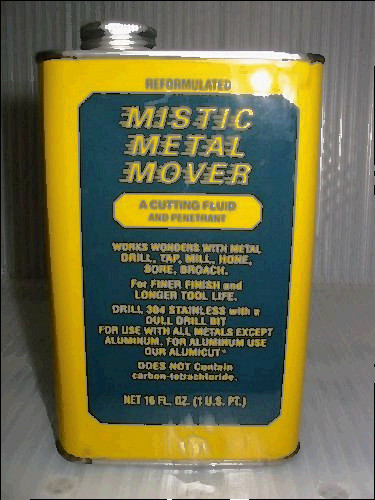 REFORMULATED
MISTIC
METAL
MOVER
A CUTTING FLUID
AND PENETRANT
WORKS WONDERS WITH METAL
DRILL, TAP, MILL, HONE,
BORE, BROACH.
For FINER FINISH and
LONGER TOOL LIFE.
DRILL 304 STAINLESS with a
DULL DRILL BIT
FOR USE WITH ALL METALS EXCEPT
ALUMINUM. FOR ALUMINUM USE
OUR ALUMICUT*
DOES NOT Contain
carbon-tetrachloride.
NET 16 FL. OZ. (1 U.S. PT.)